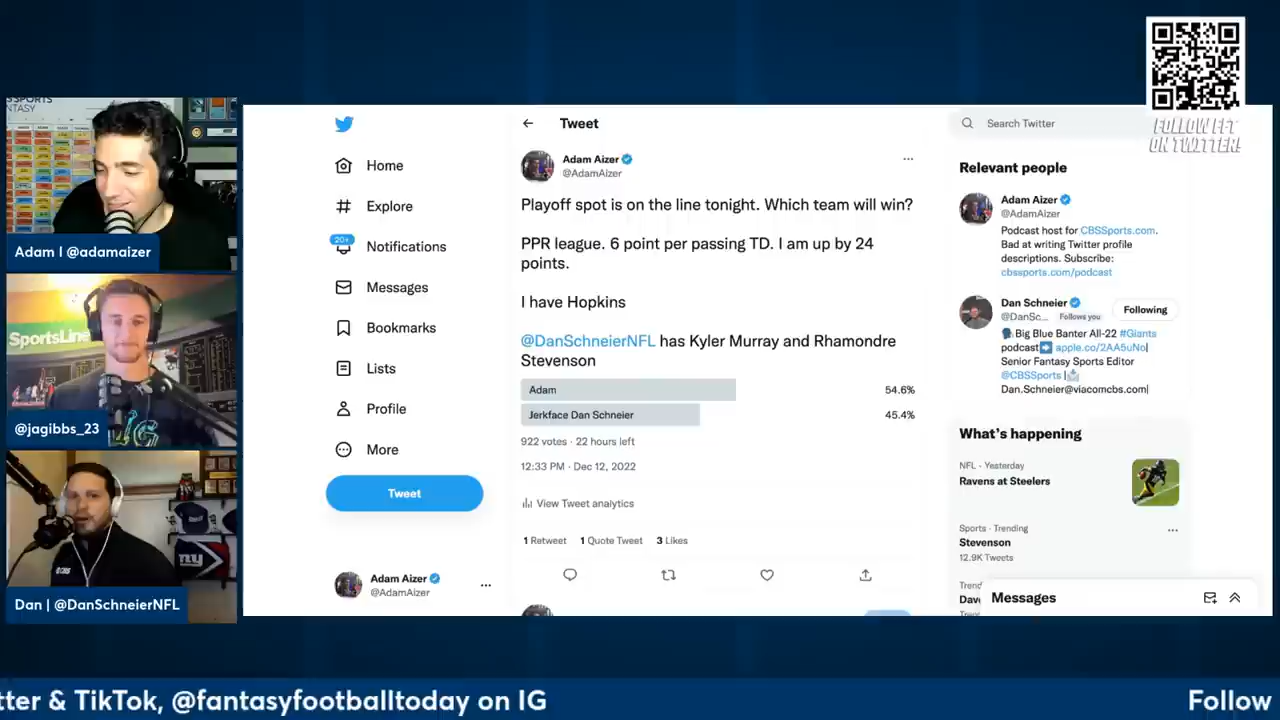 FOLLOW FFT
ON TWITTER!
SPORTS
NTASY
Adam I @adamaizer
SportsLine
@jagibbs_23
ny
Dan | @DanSchneierNFL
Home
Explore
20+
Notifications
Messages
Bookmarks
Lists
Profile
More
Tweet
Adam Aizer
@AdamAizer
Tweet
Adam Aizer
@AdamAizer
Playoff spot is on the line tonight. Which team will win?
PPR league. 6 point per passing TD. I am up by 24
points.
I have Hopkins
@DanSchneierNFL has Kyler Murray and Rhamondre
Stevenson
Adam 54.6%
Jerkface Dan Schneier 45.4%
922 votes · 22 hours left
12:33 PM · Dec 12, 2022
View Tweet analytics
1 Retweet 1 Quote Tweet 3 Likes
Search Twitter
Relevant people
Adam Aizer
@AdamAizer
Podcast host for CBSSports.com.
Bad at writing Twitter profile
descriptions. Subscribe:
cbssports.com/podcast
Dan Schneier
@DanSc... Follows you
Following
Big Blue Banter All-22 #Giants
podcast apple.co/2AA5uNo|
Senior Fantasy Sports Editor
@CBSSports |
Dan.Schneier@viacomcbs.com|
What's happening
NFL · Yesterday
Ravens at Steelers
Sports · Trending
Stevenson
12.9K Tweets
Trend
Dav
Messages
tter & TikTok, @fantasyfootballtoday on IG
Follow